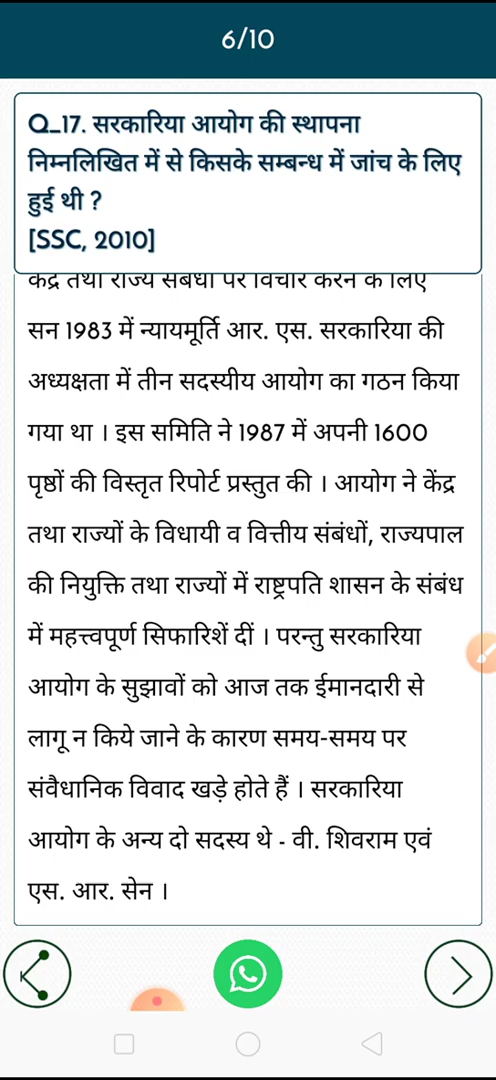 6/10
Q_17. सरकारिया आयोग की स्थापना
निम्नलिखित में से किसके सम्बन्ध में जांच के लिए
हुई थी ?
[SSC, 2010]
केंद्र तथा राज्य संबंधों पर विचार करने के लिए
सन 1983 में न्यायमूर्ति आर. एस. सरकारिया की
अध्यक्षता में तीन सदस्यीय आयोग का गठन किया
गया था । इस समिति ने 1987 में अपनी 1600
पृष्ठों की विस्तृत रिपोर्ट प्रस्तुत की । आयोग ने केंद्र
तथा राज्यों के विधायी व वित्तीय संबंधों, राज्यपाल
की नियुक्ति तथा राज्यों में राष्ट्रपति शासन के संबंध
में महत्त्वपूर्ण सिफारिशें दीं । परन्तु सरकारिया
आयोग के सुझावों को आज तक ईमानदारी से
लागू न किये जाने के कारण समय-समय पर
संवैधानिक विवाद खड़े होते हैं । सरकारिया
आयोग के अन्य दो सदस्य थे - वी. शिवराम एवं
एस. आर. सेन ।